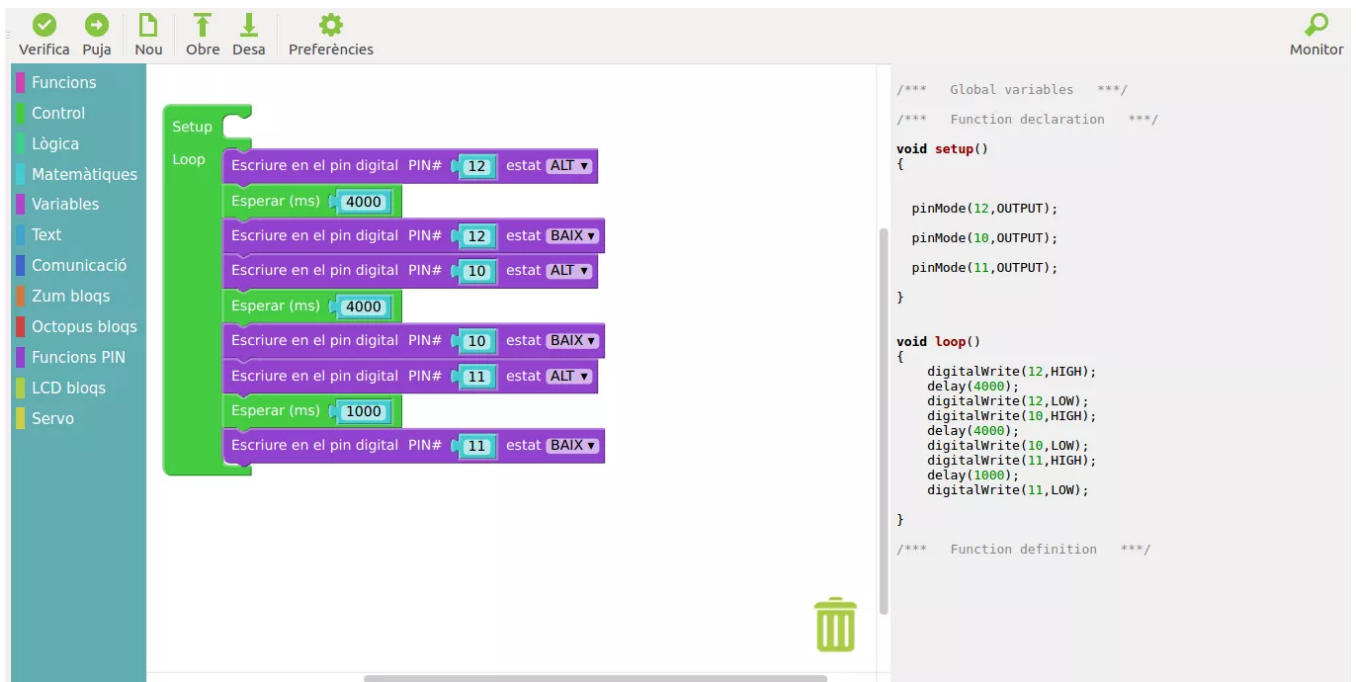 Verifica Puja Nou Obre Desa Preferències Monitor
Funcions
Control
Lògica
Matemàtiques
Variables
Text
Comunicació
Zum bloqs
Octopus bloqs
Funcions PIN
LCD bloqs
Servo
Setup
Loop
Escriure en el pin digital PIN# 12 estat ALT ▼
Esperar (ms) 4000
Escriure en el pin digital PIN# 12 estat BAIX ▼
Escriure en el pin digital PIN# 10 estat ALT ▼
Esperar (ms) 4000
Escriure en el pin digital PIN# 10 estat BAIX ▼
Escriure en el pin digital PIN# 11 estat ALT ▼
Esperar (ms) 1000
Escriure en el pin digital PIN# 11 estat BAIX ▼
/*** Global variables ***/
/*** Function declaration ***/
void setup()
{
pinMode(12,OUTPUT);
pinMode(10,OUTPUT);
pinMode(11,OUTPUT);
}
void loop()
{
digitalWrite(12,HIGH);
delay(4000);
digitalWrite(12,LOW);
digitalWrite(10,HIGH);
delay(4000);
digitalWrite(10,LOW);
digitalWrite(11,HIGH);
delay(1000);
digitalWrite(11,LOW);
}
/*** Function definition ***/